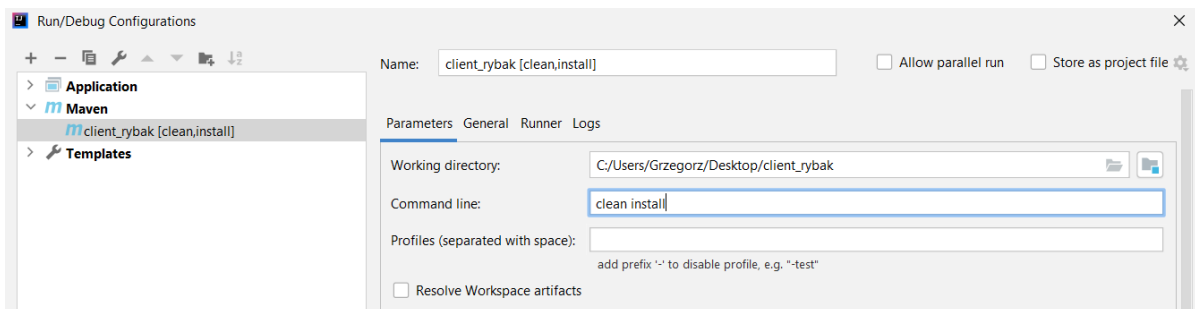 Run/Debug Configurations
Name: client_rybak [clean,install] Allow parallel run Store as project file
Application
Maven
client_rybak [clean,install]
Templates
Parameters General Runner Logs
Working directory: C:/Users/Grzegorz/Desktop/client_rybak
Command line: clean install
Profiles (separated with space):
add prefix '-' to disable profile, e.g. "-test"
Resolve Workspace artifacts